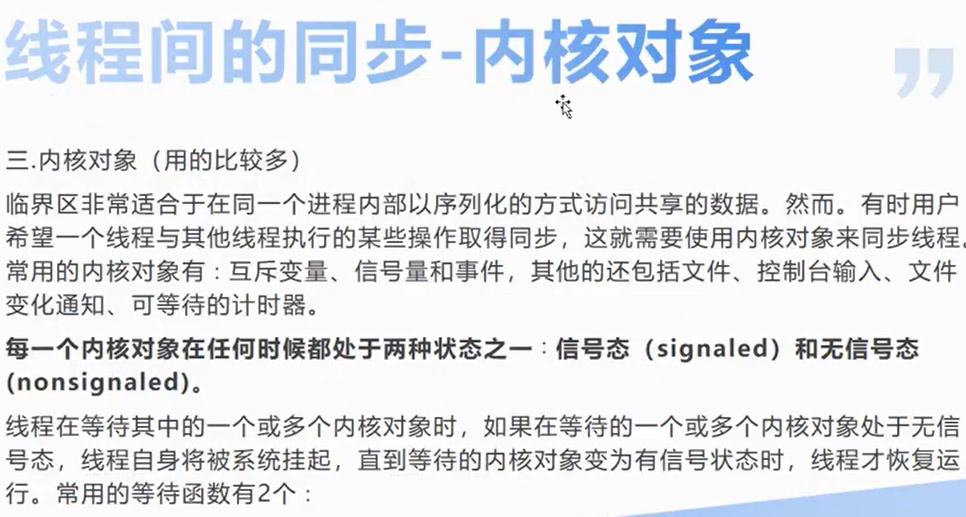 线程间的同步-内核对象
三.内核对象（用的比较多）
临界区非常适合于在同一个进程内部以序列化的方式访问共享的数据。然而。有时用户
希望一个线程与其他线程执行的某些操作取得同步，这就需要使用内核对象来同步线程。
常用的内核对象有：互斥变量、信号量和事件，其他的还包括文件、控制台输入、文件
变化通知、可等待的计时器。
每一个内核对象在任何时候都处于两种状态之一：信号态（signaled）和无信号态
(nonsignaled)。
线程在等待其中的一个或多个内核对象时，如果在等待的一个或多个内核对象处于无信
号态，线程自身将被系统挂起，直到等待的内核对象变为有信号状态时，线程才恢复运
行。常用的等待函数有2个：